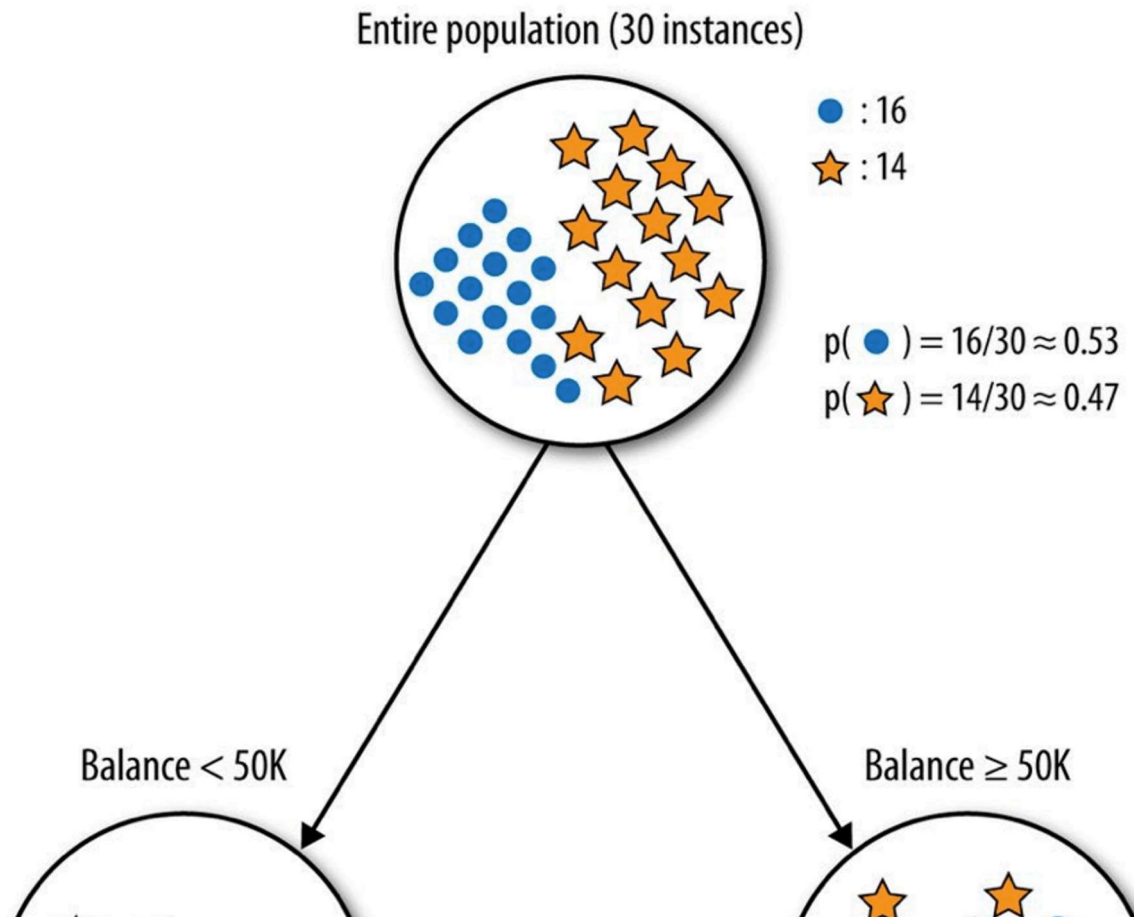 Entire population (30 instances)
: 16
: 14
p( ) = 16/30 ≈ 0.53
p( ) = 14/30 ≈ 0.47
Balance < 50K
Balance ≥ 50K